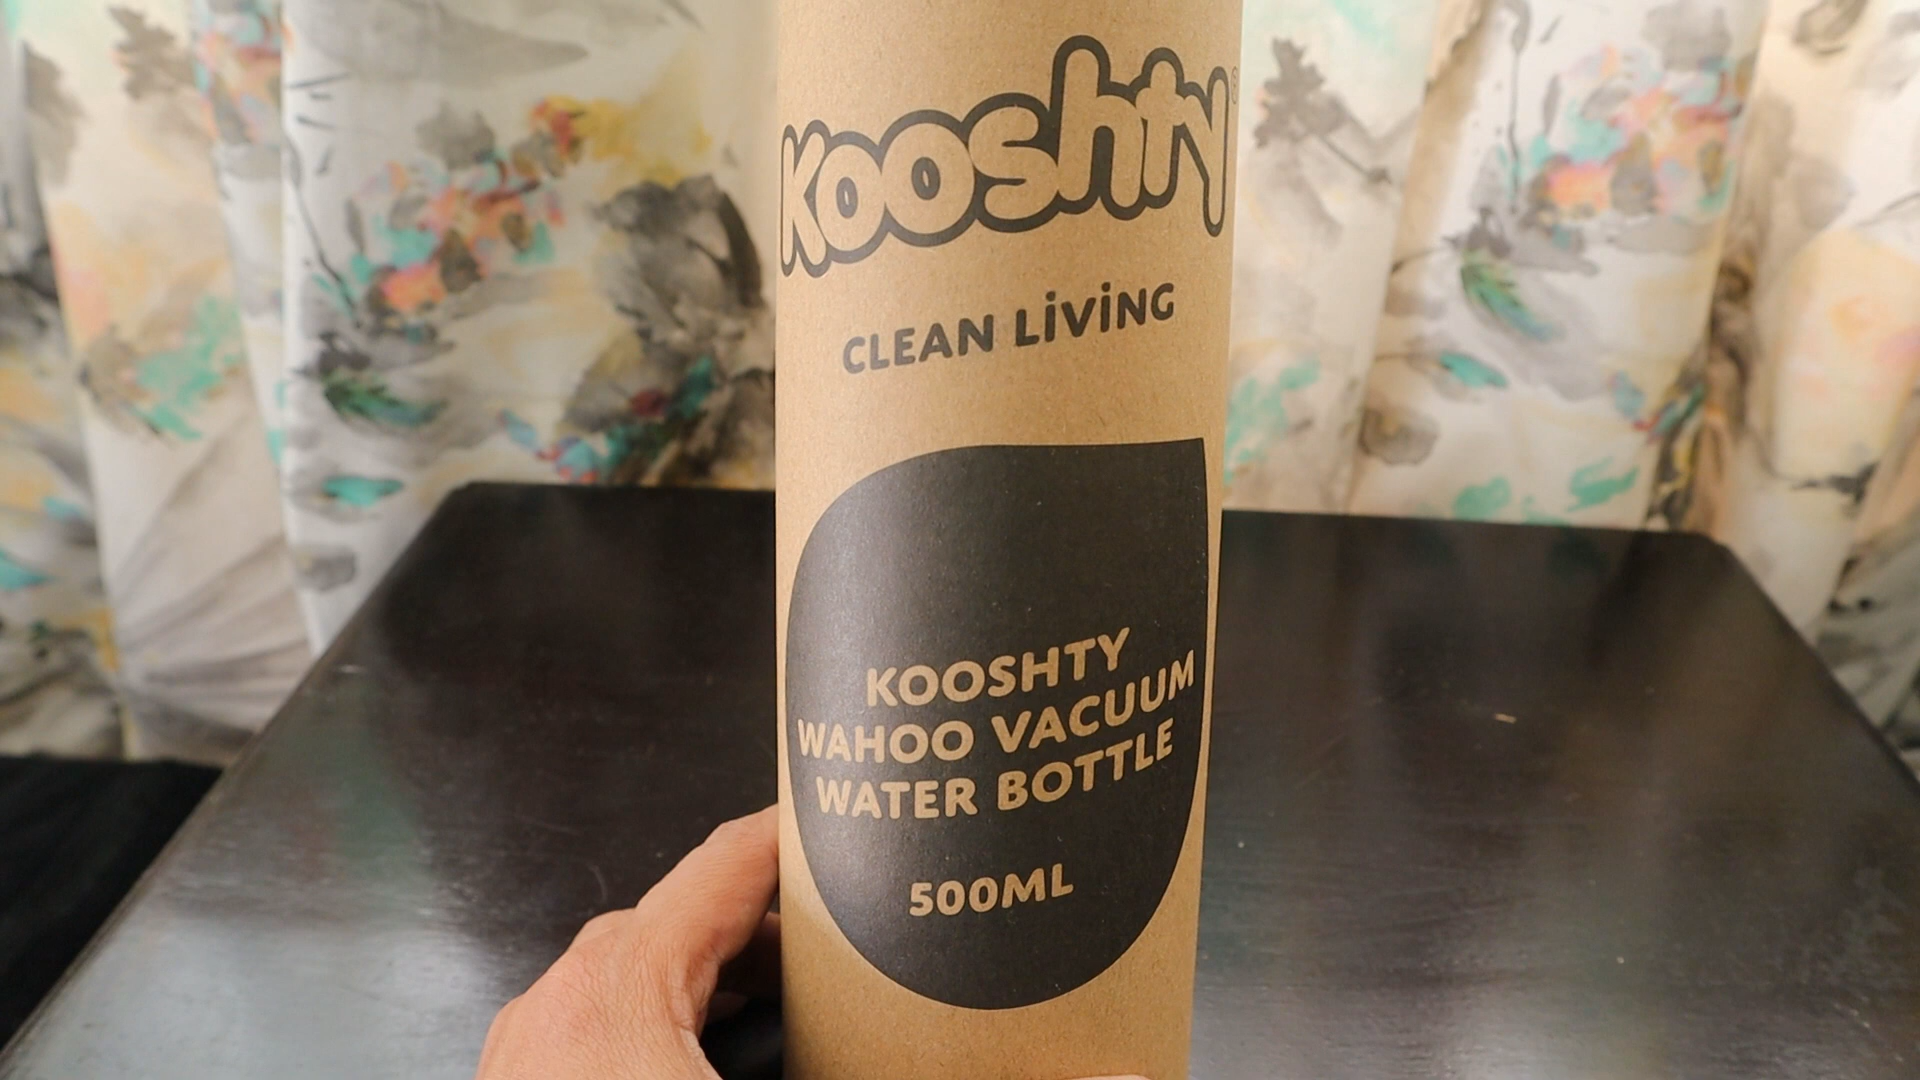 Kooshty
CLEAN LiViNG
KOOSHTY
WAHOO VACUUM
WATER BOTTLE
500ML